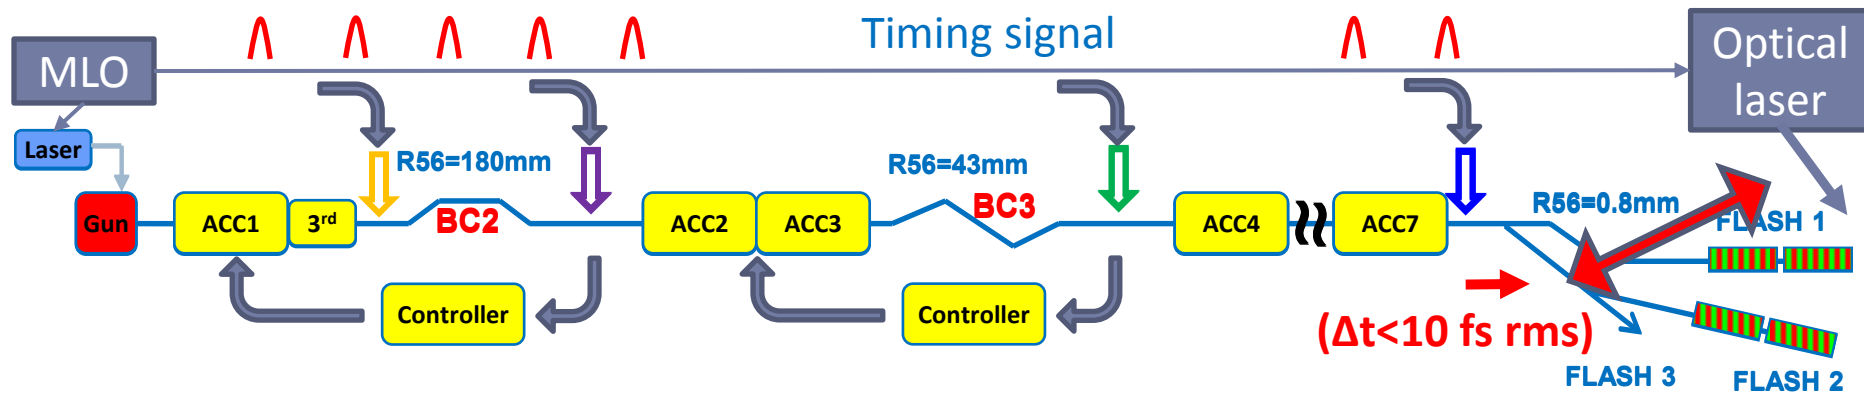 Timing signal
MLO
Optical
laser
Laser
R56=180mm
R56=43mm
Gun
ACC1
3rd
BC2
ACC2
ACC3
BC3
ACC4
ACC7
R56=0.8mm
FLASH 1
Controller
Controller
(Δt<10 fs rms)
FLASH 3
FLASH 2